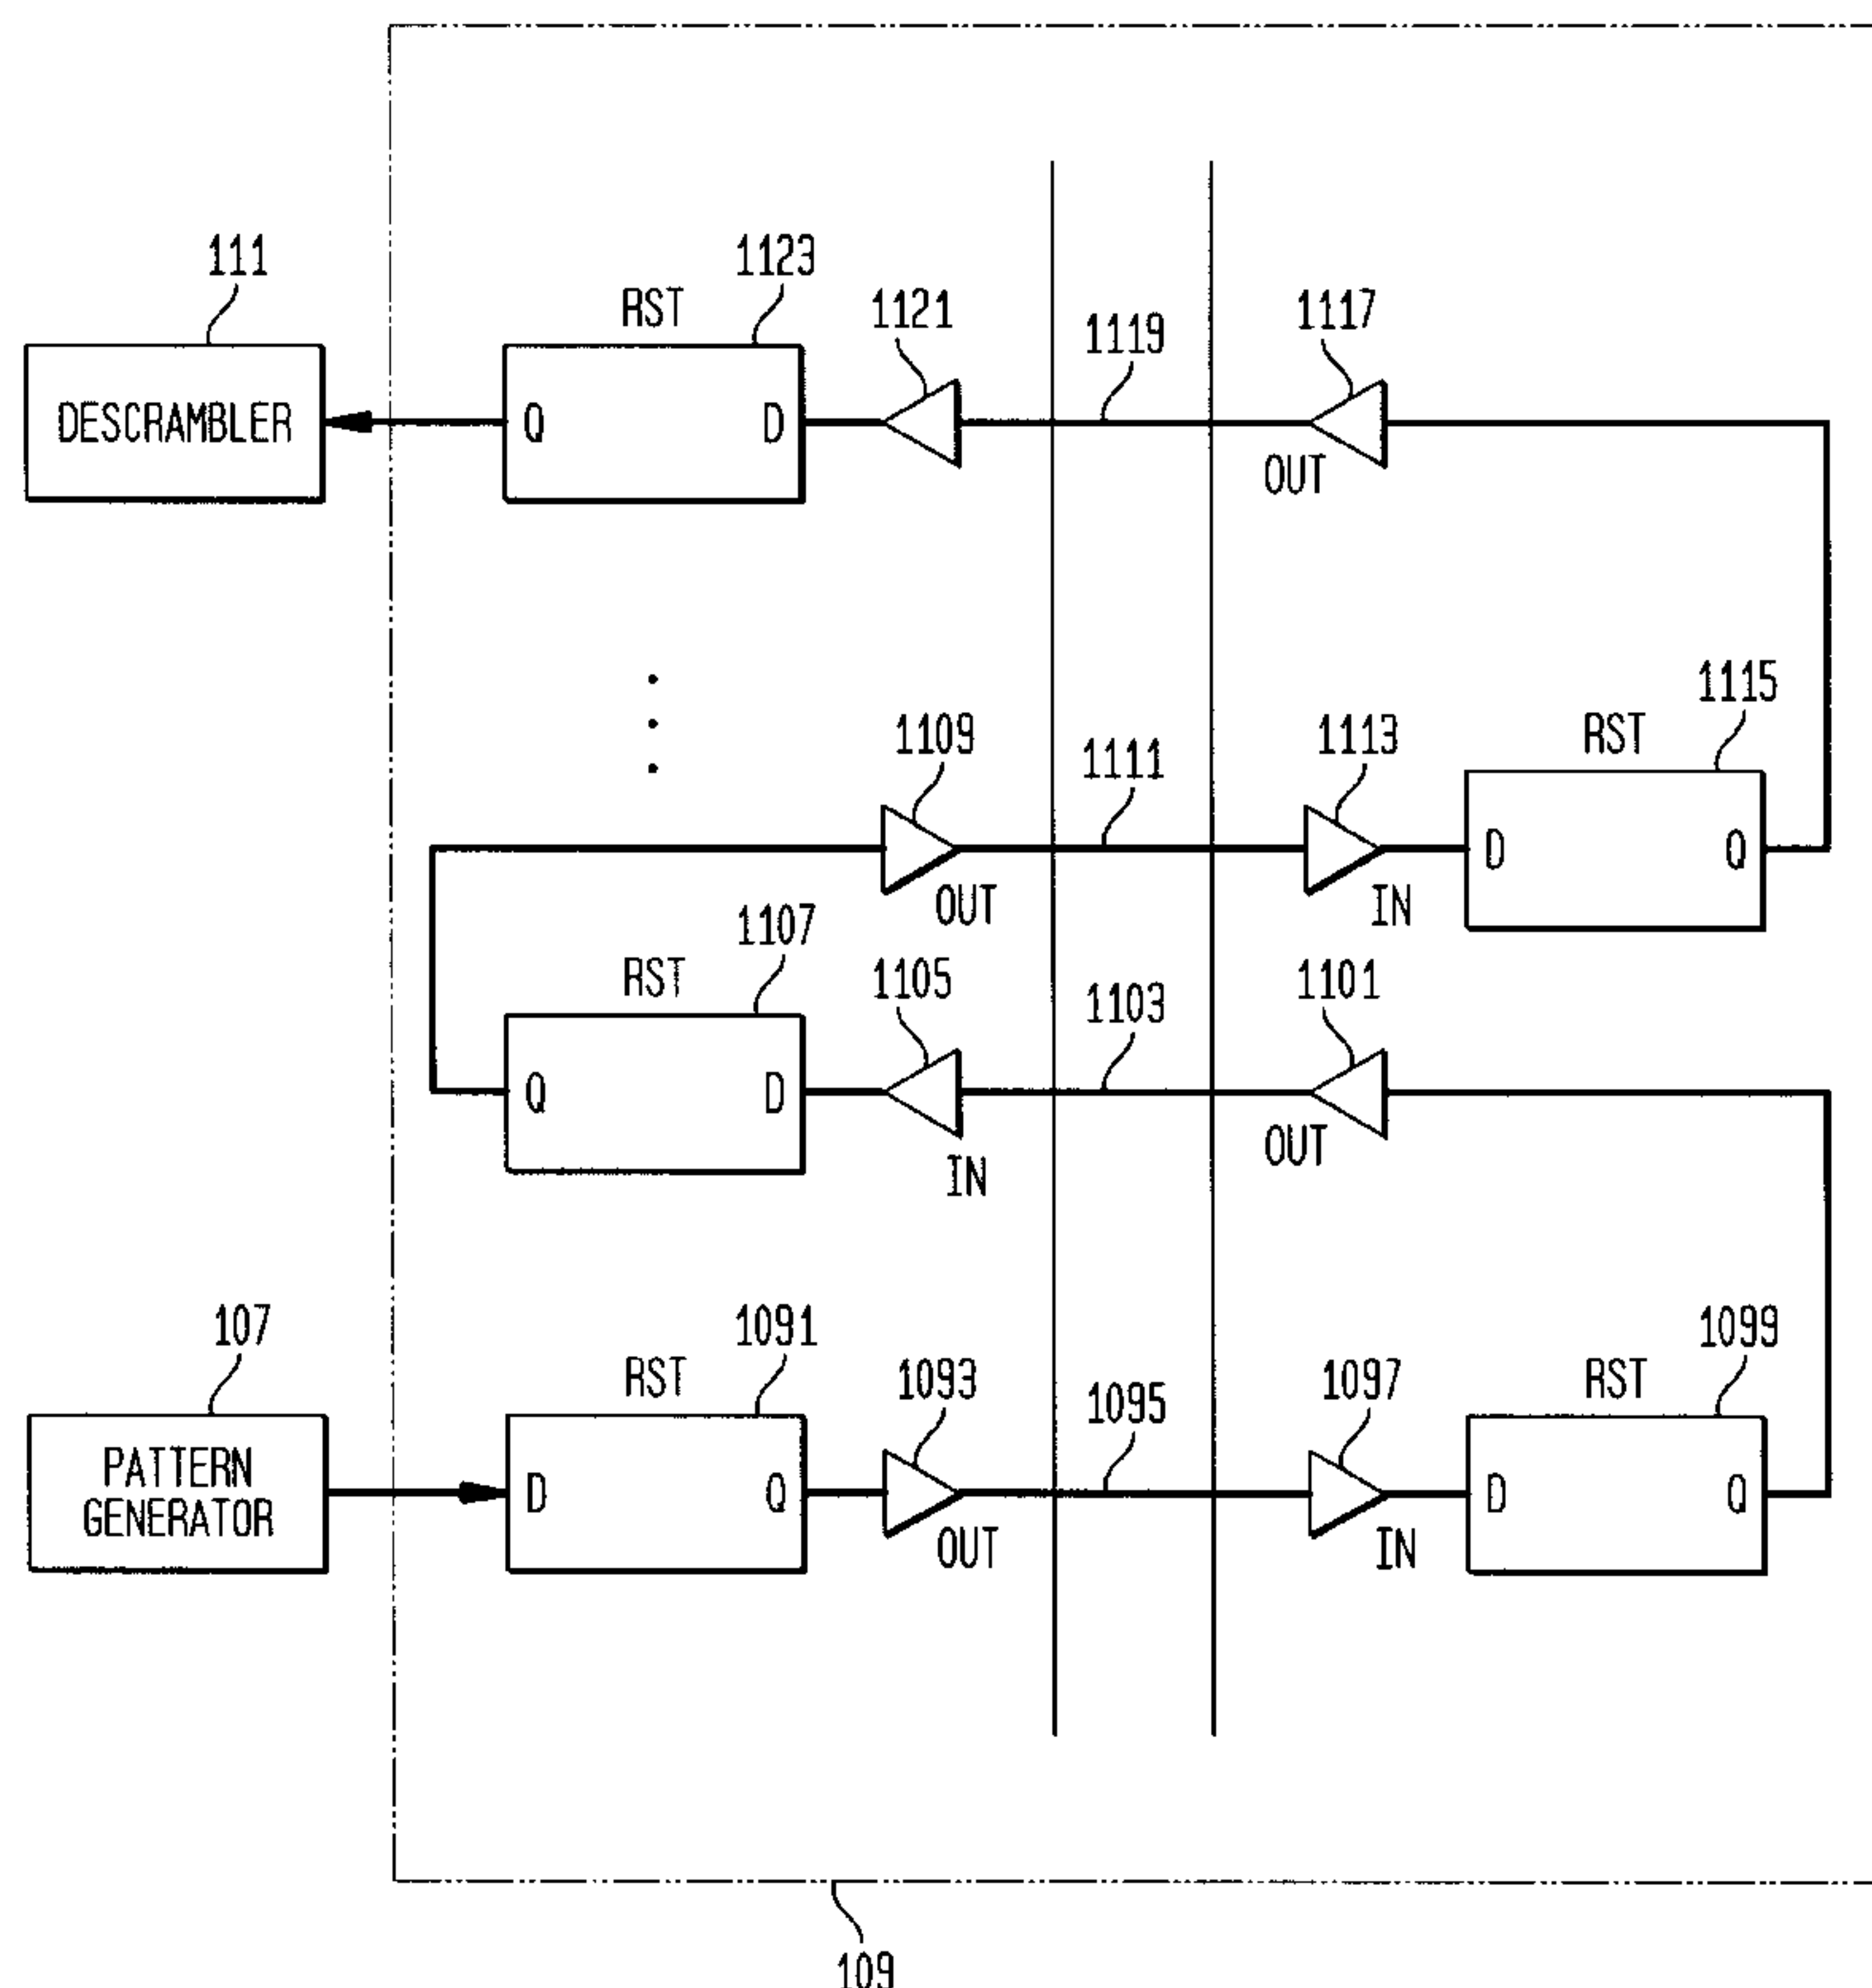 111
RST
1123
1121
1119
1117
DESCRAMBLER
Q
D
OUT
1109
1111
1113
RST
1115
D
Q
OUT
IN
1107
RST
1105
1103
1101
Q
D
IN
OUT
107
RST
1091
1093
1095
1097
RST
1099
PATTERN
GENERATOR
D
Q
D
Q
OUT
IN
109